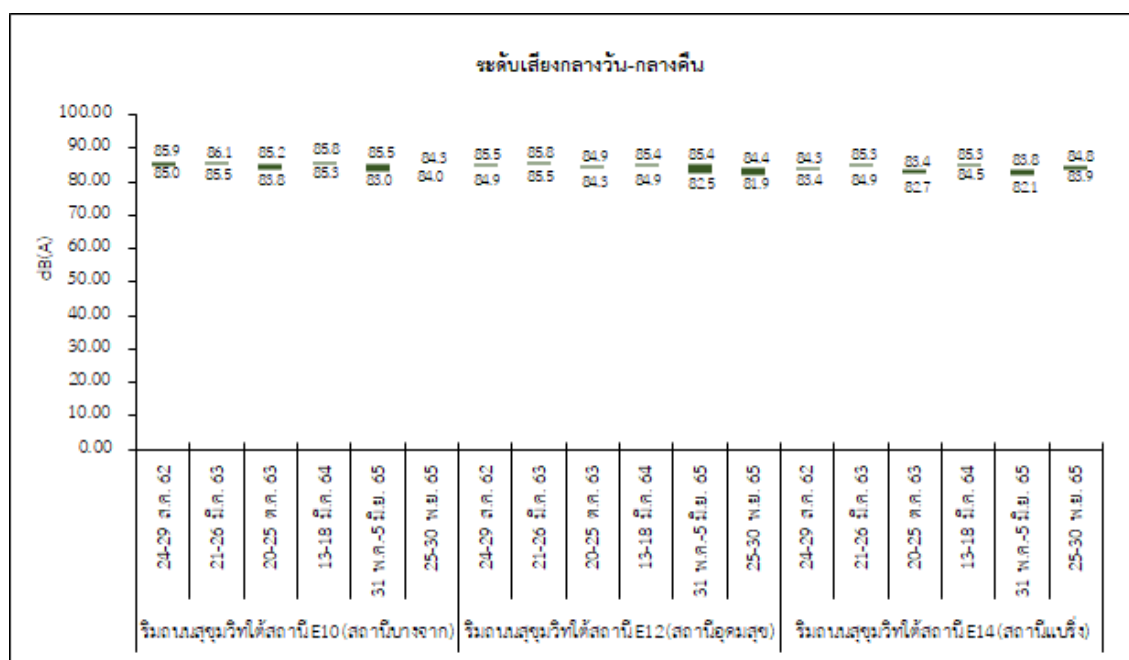 ระดับเสียงกลางวัน-กลางคืน
dB(A)
100.00
90.00
80.00
70.00
60.00
50.00
40.00
30.00
20.00
10.00
0.00
85.9 86.1 85.2 85.8 85.5 84.3 85.5 85.8 84.9 85.4 85.4 84.4 84.3 85.3 83.4 85.3 83.8 84.8
85.0 85.5 83.8 85.3 83.0 84.0 84.9 85.5 84.3 84.9 82.5 81.9 83.4 84.9 82.7 84.5 82.1 83.9
24-29 ส.ค. 62
21-26 มี.ค. 63
20-25 ต.ค. 63
13-18 มี.ค. 64
31 พ.ค.-5 มิ.ย. 65
25-30 พ.ย. 65
24-29 ส.ค. 62
21-26 มี.ค. 63
20-25 ต.ค. 63
13-18 มี.ค. 64
31 พ.ค.-5 มิ.ย. 65
25-30 พ.ย. 65
24-29 ส.ค. 62
21-26 มี.ค. 63
20-25 ต.ค. 63
13-18 มี.ค. 64
31 พ.ค.-5 มิ.ย. 65
25-30 พ.ย. 65
ริมถนนสุขุมวิทใต้สถานี E10 (สถานีบางจาก)
ริมถนนสุขุมวิทใต้สถานี E12 (สถานีอุดมสุข)
ริมถนนสุขุมวิทใต้สถานี E14 (สถานีแบริ่ง)